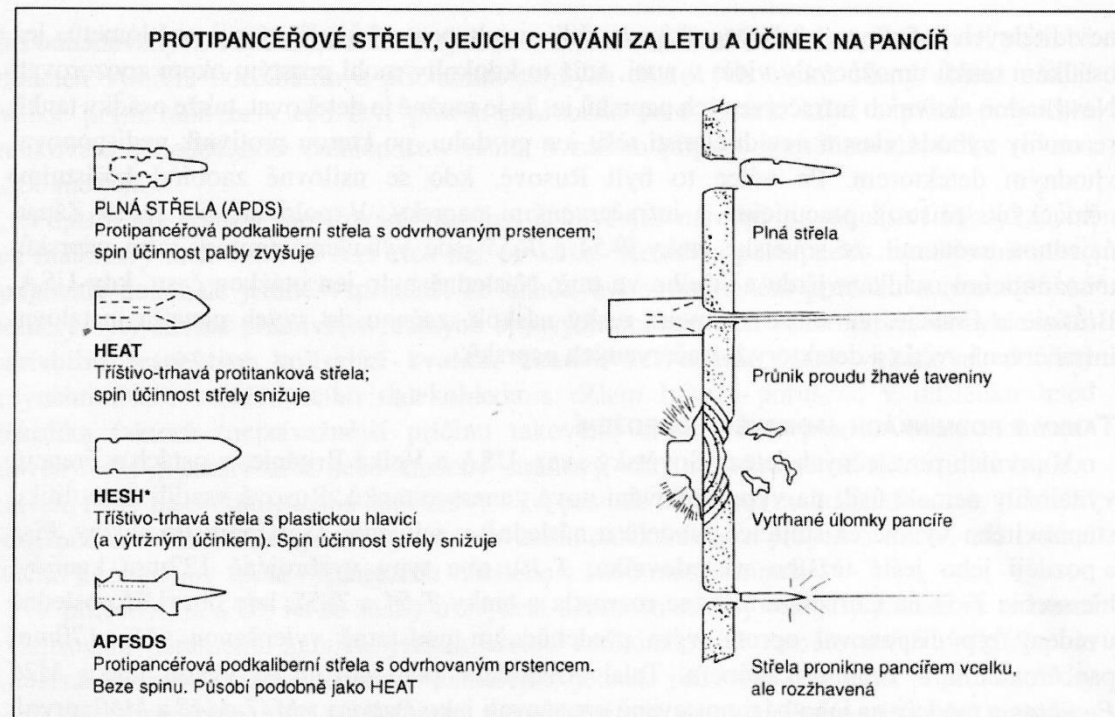 PROTIPANCÉŘOVÉ STŘELY, JEJICH CHOVÁNÍ ZA LETU A ÚČINEK NA PANCÍŘ
PLNÁ STŘELA (APDS)
Protipancéřová podkaliberní střela s odvrhovaným prstencem;
spin účinnost palby zvyšuje
Plná střela
HEAT
Tříštivo-trhavá protitanková střela;
spin účinnost střely snižuje
Průnik proudu žhavé taveniny
HESH*
Tříštivo-trhavá střela s plastickou hlavicí
(a výtržným účinkem). Spin účinnost střely snižuje
Vytrhané úlomky pancíře
APFSDS
Protipancéřová podkaliberní střela s odvrhovaným prstencem.
Beze spinu. Působí podobně jako HEAT
Střela pronikne pancířem vcelku,
ale rozžhavená